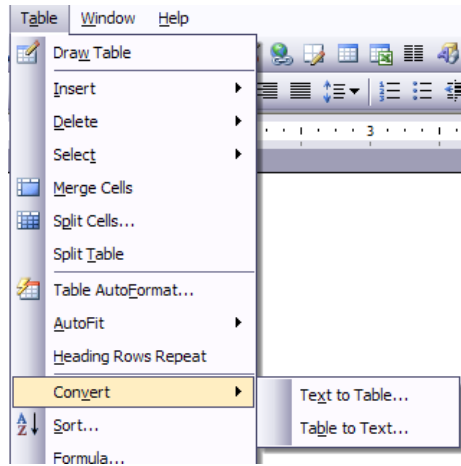 Table Window Help
Draw Table
Insert
Delete
Select
3
Merge Cells
Split Cells...
Split Table
Table AutoFormat...
AutoFit
Heading Rows Repeat
Convert
Text to Table...
Table to Text...
Sort...
Formula...